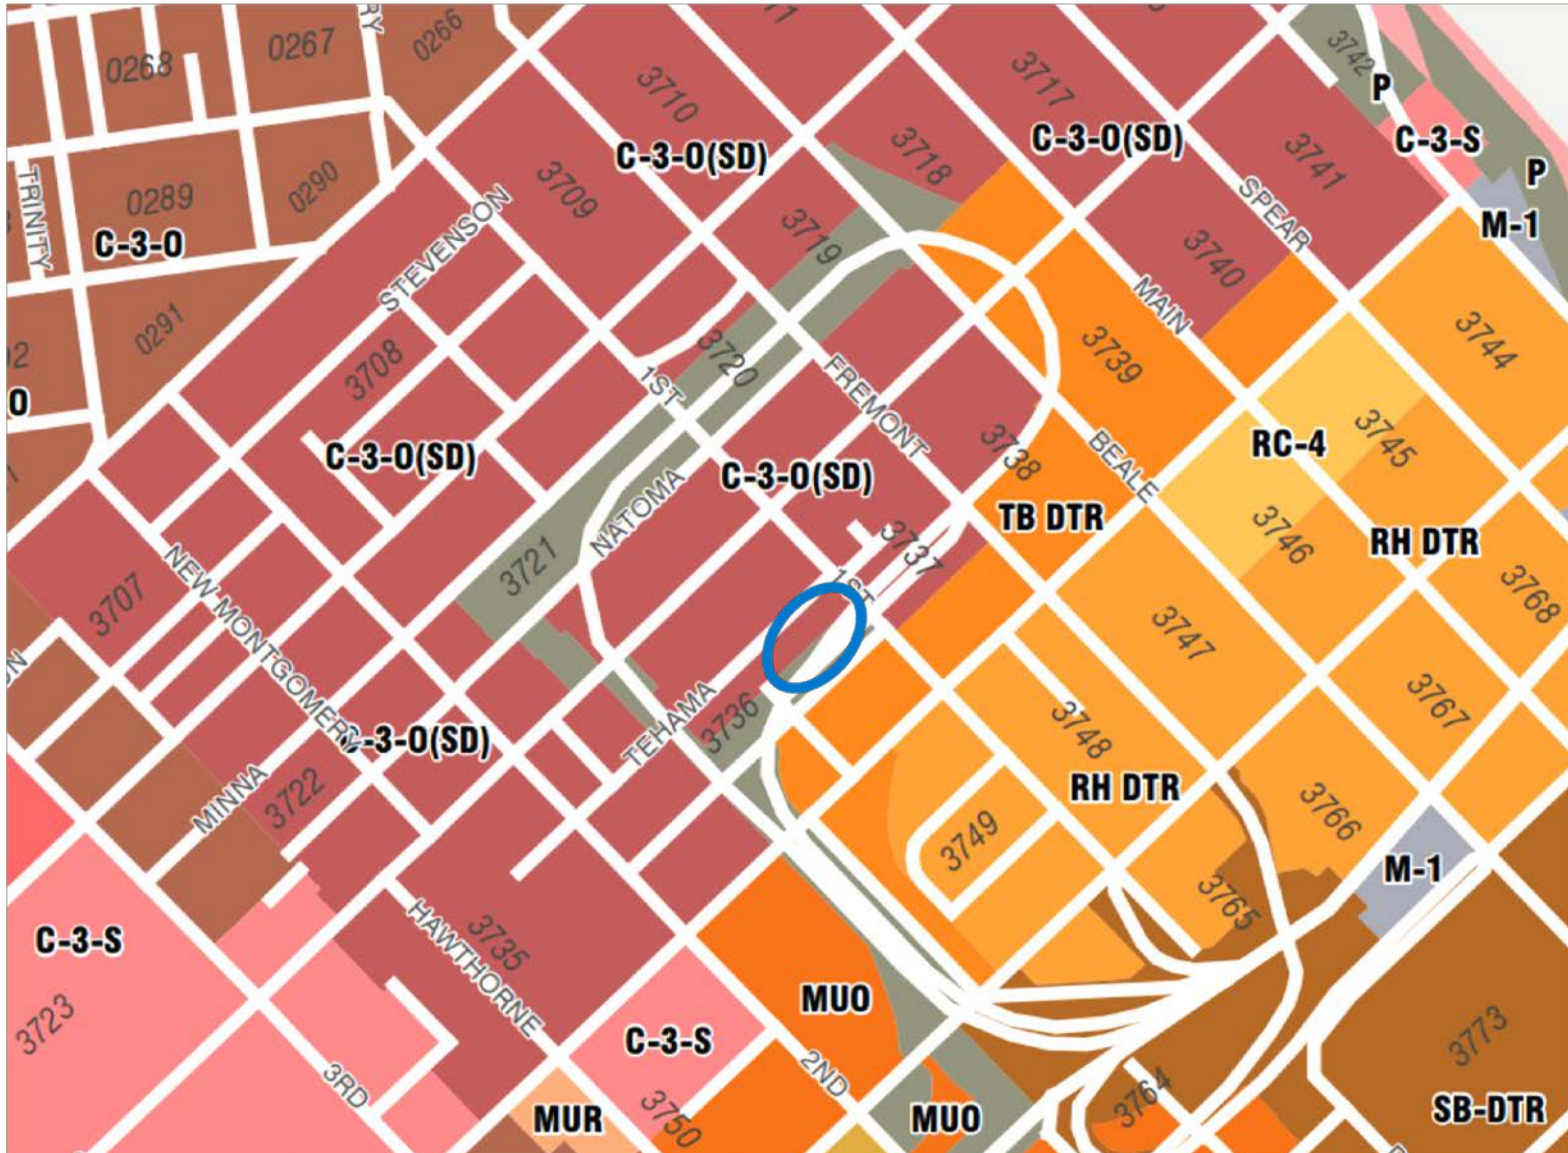 0268
0267
0266
3710
3717
3742
P
C-3-O(SD)
C-3-O(SD)
C-3-S
3718
3741
P
TRINITY
0289
0290
3709
M-1
C-3-O
STEVENSON
3719
SPEAR
3740
MAIN
0291
3708
3720
1ST
FREMONT
3739
3744
O
C-3-O(SD)
C-3-O(SD)
3738
BEALE
RC-4
3745
NATOMA
TB DTR
3746
RH DTR
3721
3737
1ST
3707
NEW MONTGOMERY
3747
3768
TEHAMA
3736
3748
3767
C-3-O(SD)
RH DTR
MINNA
3722
3749
3766
M-1
3765
C-3-S
HAWTHORNE
3735
MUO
3723
C-3-S
2ND
3773
3RD
3764
MUR
3750
MUO
SB-DTR